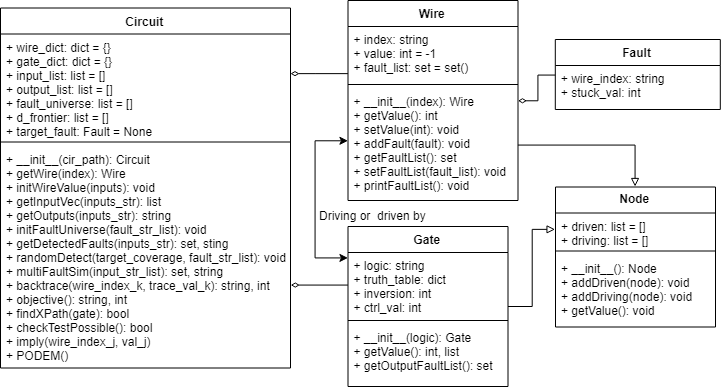 Circuit
+ wire_dict: dict = {}
+ gate_dict: dict = {}
+ input_list: list = []
+ output_list: list = []
+ fault_universe: list = []
+ d_frontier: list = []
+ target_fault: Fault = None
+ __init__(cir_path): Circuit
+ getWire(index): Wire
+ initWireValue(inputs): void
+ getInputVec(inputs_str): list
+ getOutputs(inputs_str): string
+ initFaultUniverse(fault_str_list): void
+ getDetectedFaults(inputs_str): set, sting
+ randomDetect(target_coverage, fault_str_list): void
+ multiFaultSim(input_str_list): set, string
+ backtrace(wire_index_k, trace_val_k): string, int
+ objective(): string, int
+ findXPath(gate): bool
+ checkTestPossible(): bool
+ imply(wire_index_j, val_j)
+ PODEM()
Wire
+ index: string
+ value: int = -1
+ fault_list: set = set()
+ __init__(index): Wire
+ getValue(): int
+ setValue(int): void
+ addFault(fault): void
+ getFaultList(): set
+ setFaultList(fault_list): void
+ printFaultList(): void
Driving or driven by
Gate
+ logic: string
+ truth_table: dict
+ inversion: int
+ ctrl_val: int
+ __init__(logic): Gate
+ getValue(): int, list
+ getOutputFaultList(): set
Fault
+ wire_index: string
+ stuck_val: int
Node
+ driven: list = []
+ driving: list = []
+ __init__(): Node
+ addDriven(node): void
+ addDriving(node): void
+ getValue(): void